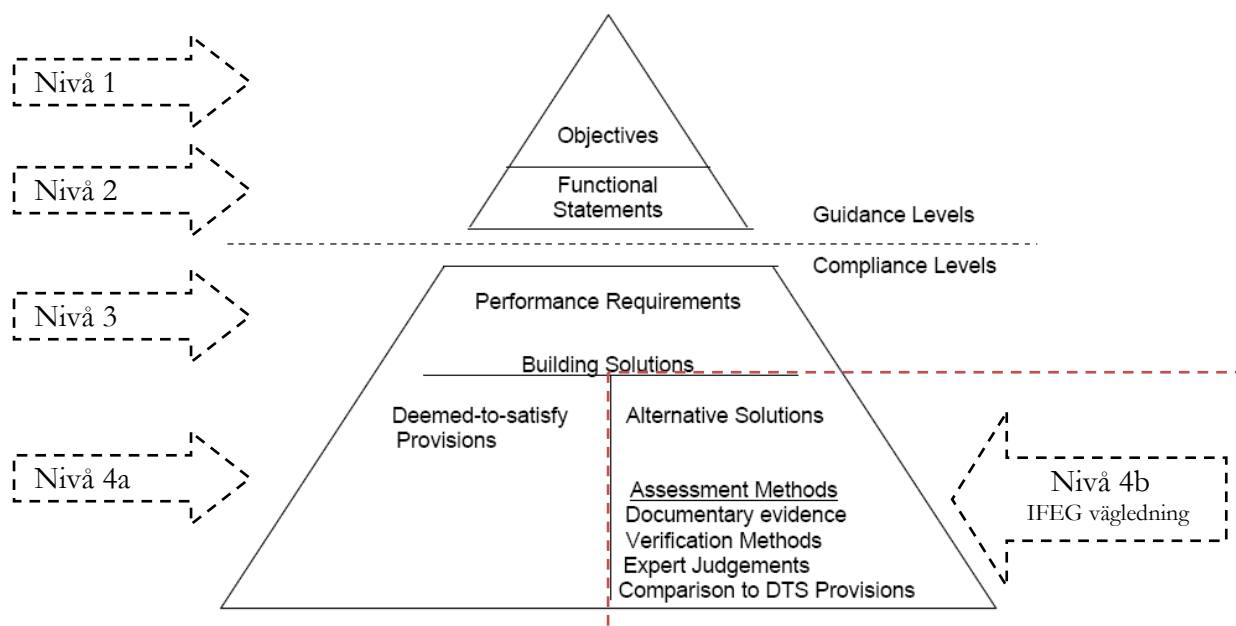 Nivå 1
Objectives
Nivå 2
Functional
Statements
Guidance Levels
Compliance Levels
Nivå 3
Performance Requirements
Building Solutions
Deemed-to-satisfy
Provisions
Alternative Solutions
Nivå 4a
Assessment Methods
Documentary evidence
Verification Methods
Expert Judgements
Comparison to DTS Provisions
Nivå 4b
IFEG vägledning